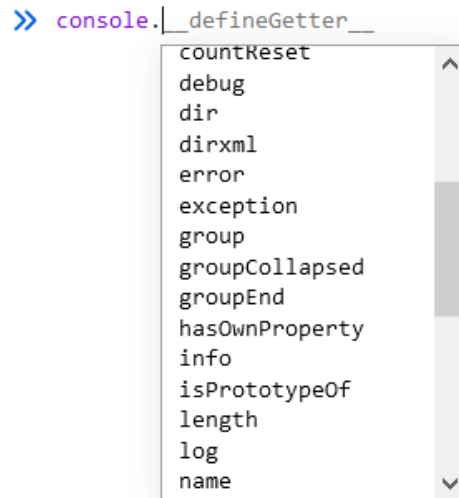 >> console.__defineGetter__
countReset
debug
dir
dirxml
error
exception
group
groupCollapsed
groupEnd
hasOwnProperty
info
isPrototypeOf
length
log
name